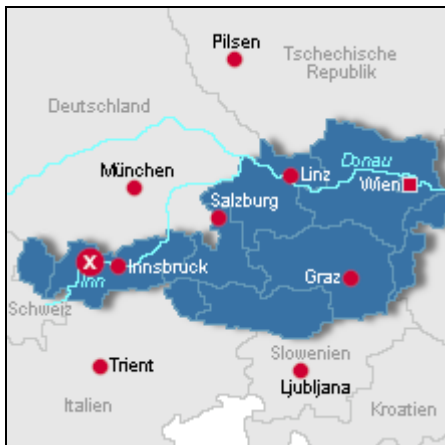 Pilsen
Tschechische
Republik
Deutschland
Donau
München
Linz
Wien
Salzburg
X
Innsbruck
Inn
Graz
Schweiz
Slowenien
Trient
Ljubljana
Italien
Kroatien